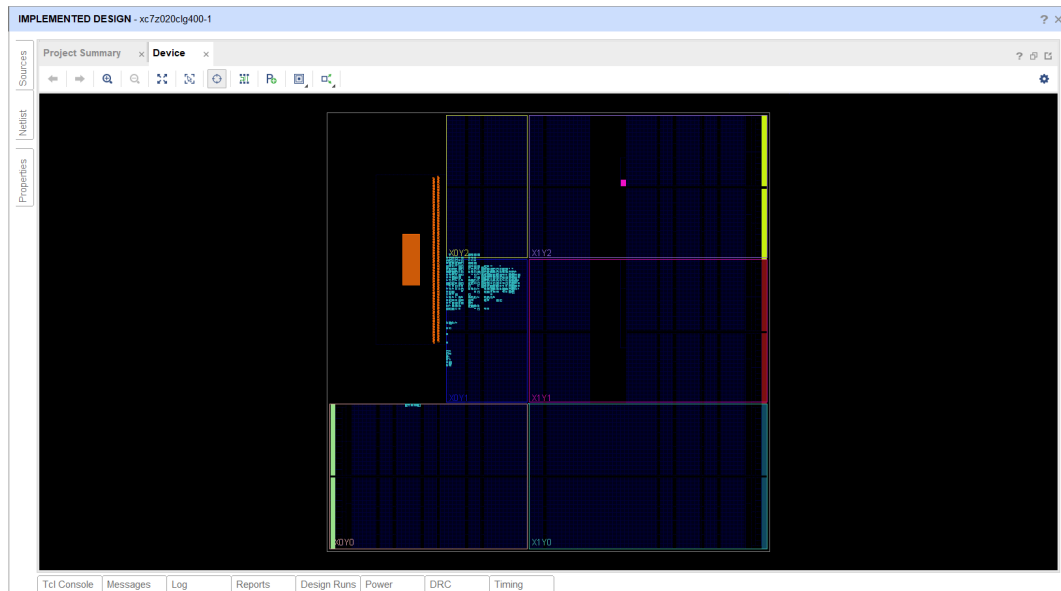 IMPLEMENTED DESIGN - xc7z020clg400-1
? ×
Sources
Netlist
Properties
Project Summary ×
Device ×
?
X0Y2
X1Y2
X0Y1
X1Y1
X0Y0
X1Y0
Tcl Console
Messages
Log
Reports
Design Runs
Power
DRC
Timing